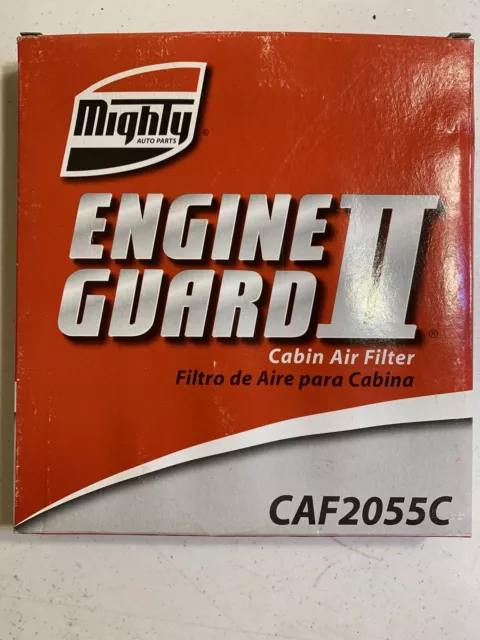 Mighty®
AUTO PARTS
ENGINE
GUARD II®
Cabin Air Filter
Filtro de Aire para Cabina
CAF2055C